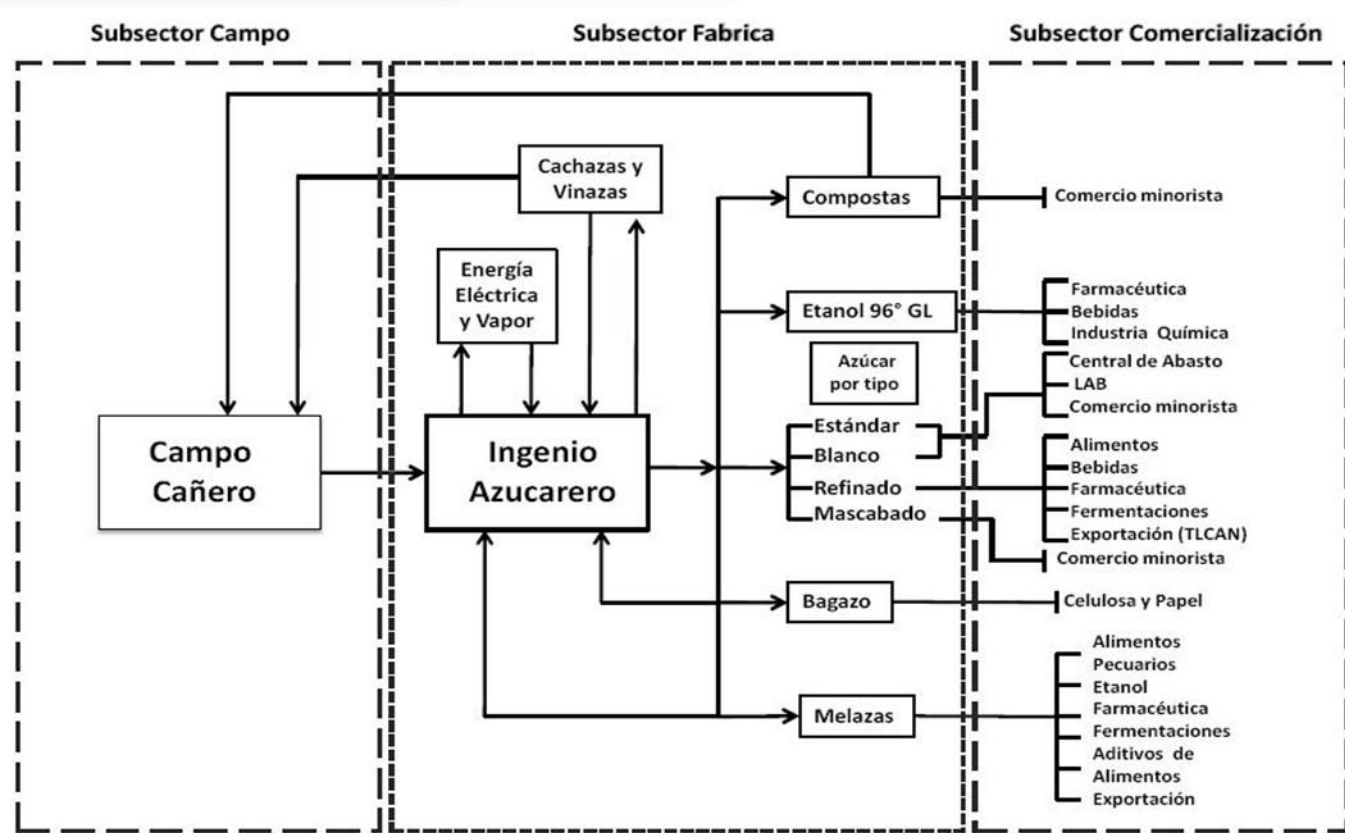 Subsector Campo
Subsector Fabrica
Subsector Comercialización
Cachazas y
Vinazas
Energía
Eléctrica
y Vapor
Campo
Cañero
Ingenio
Azucarero
Compostas
Etanol 96° GL
Azúcar
por tipo
Estándar
Blanco
Refinado
Mascabado
Bagazo
Melazas
Comercio minorista
Farmacéutica
Bebidas
Industria Química
Central de Abasto
LAB
Comercio minorista
Alimentos
Bebidas
Farmacéutica
Fermentaciones
Exportación (TLCAN)
Comercio minorista
Celulosa y Papel
Alimentos
Pecuarios
Etanol
Farmacéutica
Fermentaciones
Aditivos de
Alimentos
Exportación